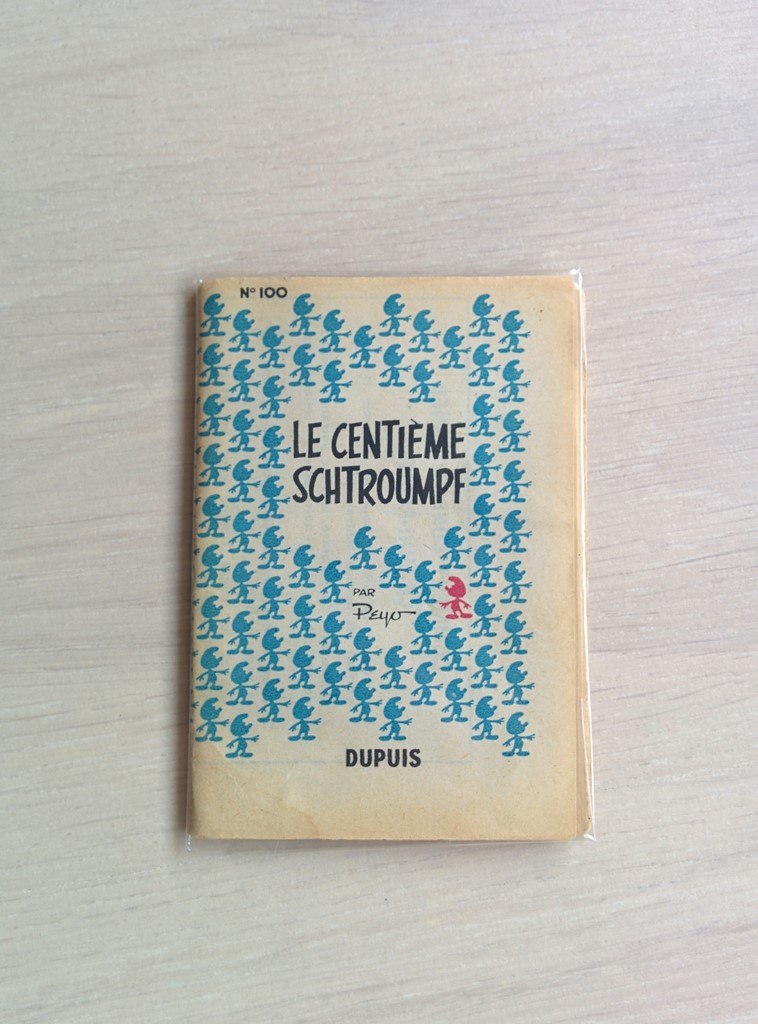 N° 100
LE CENTIÈME
SCHTROUMPF
PAR
Peyo
DUPUIS